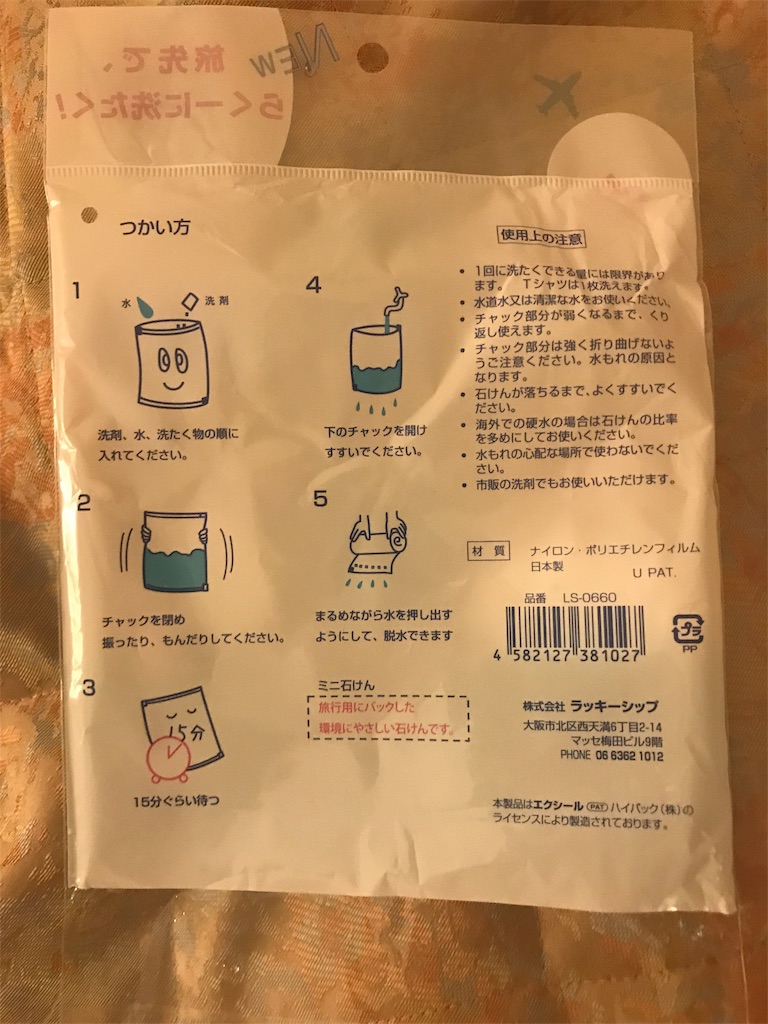 NEW
旅先で、
らく一に洗たく!
つかい方
1
水
洗剤
洗剤、水、洗たく物の順に
入れてください。
2
チャックを閉め
振ったり、もんだりしてください。
3
15分
15分ぐらい待つ
4
下のチャックを開け
すすいでください。
5
まるめながら水を押し出す
ようにして、脱水できます
ミニ石けん
旅行用にパックした
環境にやさしい石けんです。
使用上の注意
• 1回に洗たくできる量には限界があり
ます。 Tシャツは1枚洗えます。
• 水道水又は清潔な水をお使いください。
• チャック部分が弱くなるまで、くり
返し使えます。
• チャック部分は強く折り曲げないよ
うご注意ください。水もれの原因と
なります。
• 石けんが落ちるまで、よくすすいでく
ださい。
• 海外での硬水の場合は石けんの比率
を多めにしてお使いください。
• 水もれの心配な場所で使わないでくだ
さい。
• 市販の洗剤でもお使いいただけます。
材質 ナイロン・ポリエチレンフィルム
日本製
U PAT.
品番 LS-0660
4 582127 381027
プラ
PP
株式会社 ラッキーシップ
大阪市北区西天満6丁目2-14
マッセ梅田ビル9階
PHONE 06 6362 1012
本製品はエクシール PAT ハイパック(株)の
ライセンスにより製造されております。